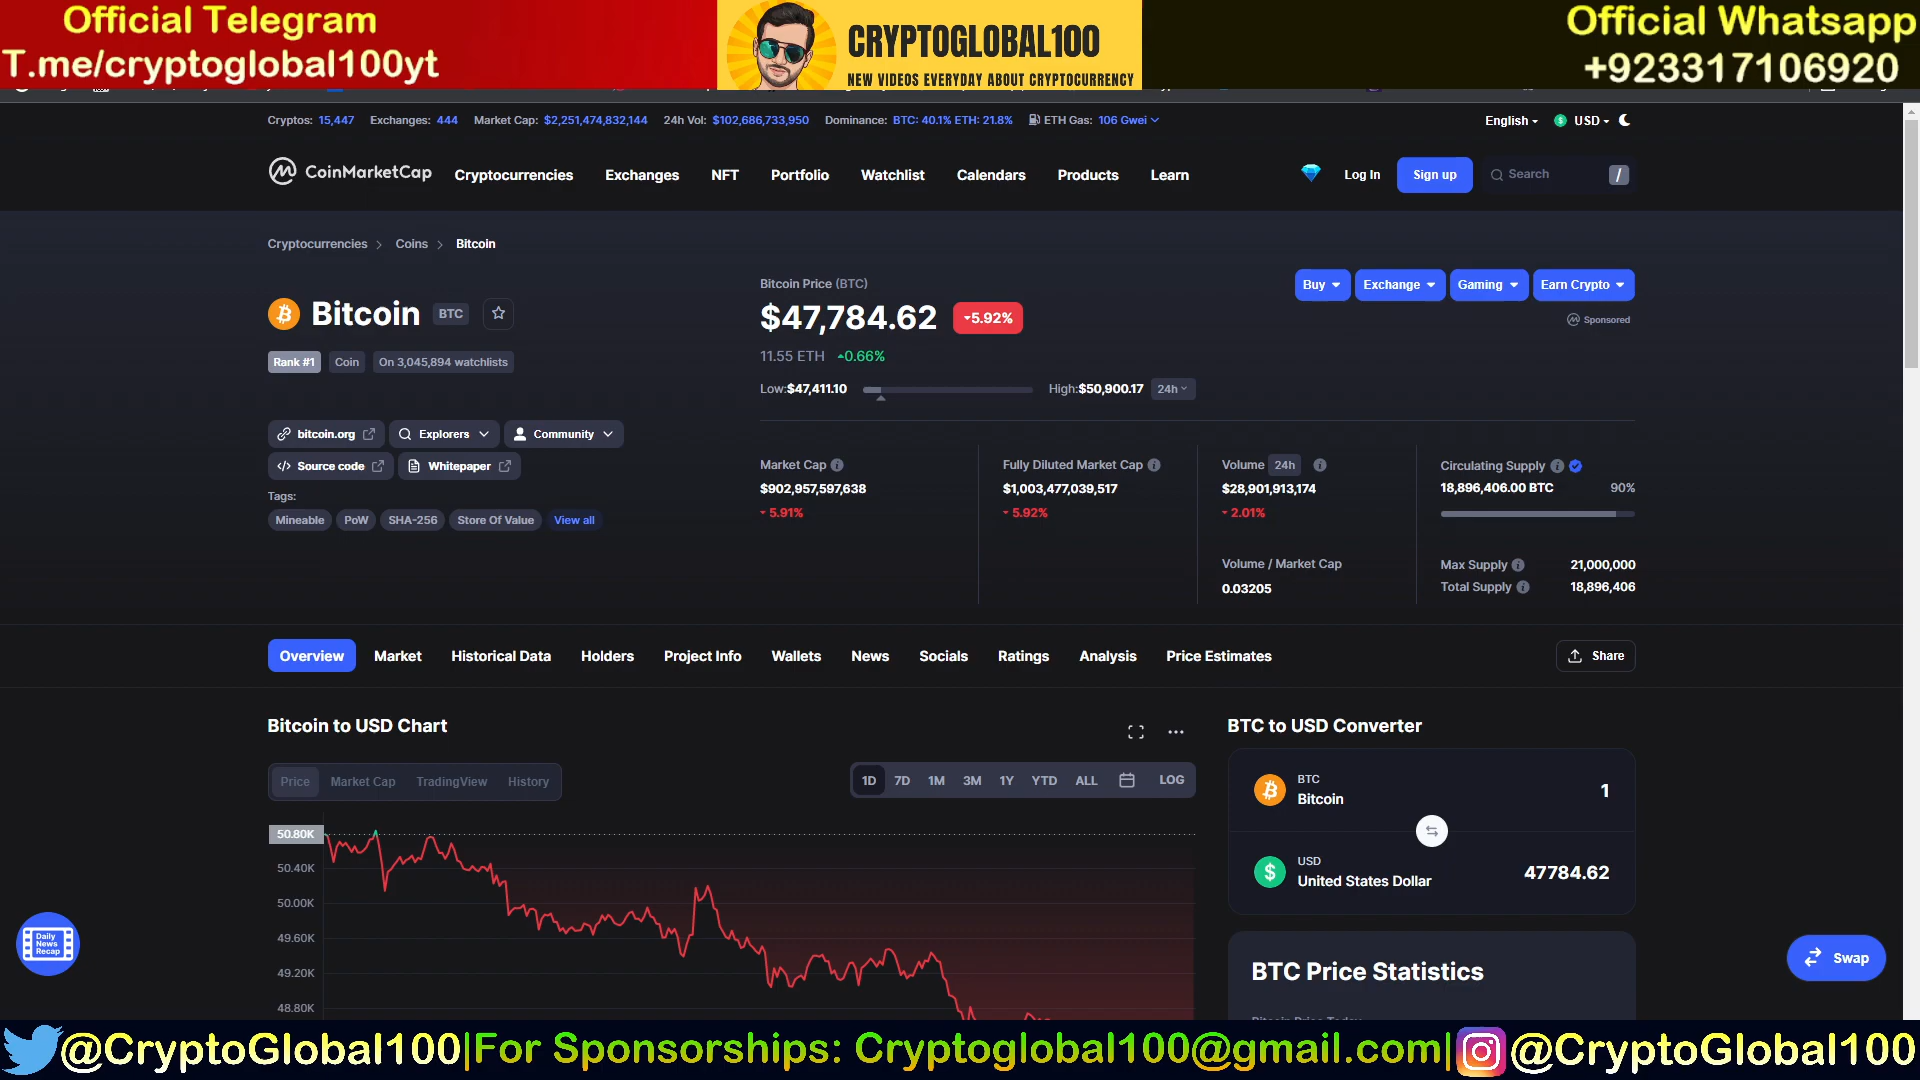 Official Telegram
T.me/cryptoglobal100yt
CRYPTOGLOBAL100
NEW VIDEOS EVERYDAY ABOUT CRYPTOCURRENCY
Official Whatsapp
+923317106920
Cryptos: 15,447 Exchanges: 444 Market Cap: $2,251,474,832,144 24h Vol: $102,686,733,950 Dominance: BTC: 40.1% ETH: 21.8% ETH Gas: 106 Gwei
English USD
CoinMarketCap Cryptocurrencies Exchanges NFT Portfolio Watchlist Calendars Products Learn
Log In Sign up Search /
Cryptocurrencies > Coins > Bitcoin
Bitcoin BTC
Rank #1 Coin On 3,045,894 watchlists
bitcoin.org Explorers Community
Source code Whitepaper
Tags:
Mineable PoW SHA-256 Store Of Value View all
Bitcoin Price (BTC)
$47,784.62 5.92%
11.55 ETH 0.66%
Low:$47,411.10 High:$50,900.17 24h
Buy Exchange Gaming Earn Crypto
Sponsored
Market Cap
$902,957,597,638
5.91%
Fully Diluted Market Cap
$1,003,477,039,517
5.92%
Volume 24h
$28,901,913,174
2.01%
Volume / Market Cap
0.03205
Circulating Supply
18,896,406.00 BTC 90%
Max Supply 21,000,000
Total Supply 18,896,406
Overview Market Historical Data Holders Project Info Wallets News Socials Ratings Analysis Price Estimates
Share
Bitcoin to USD Chart
Price Market Cap TradingView History
1D 7D 1M 3M 1Y YTD ALL LOG
50.80K
50.40K
50.00K
49.60K
49.20K
48.80K
BTC to USD Converter
BTC
Bitcoin 1
USD
United States Dollar 47784.62
BTC Price Statistics
Bitcoin Price Today
Daily
News
Recap
Swap
@CryptoGlobal100|For Sponsorships: Cryptoglobal100@gmail.com| @CryptoGlobal100